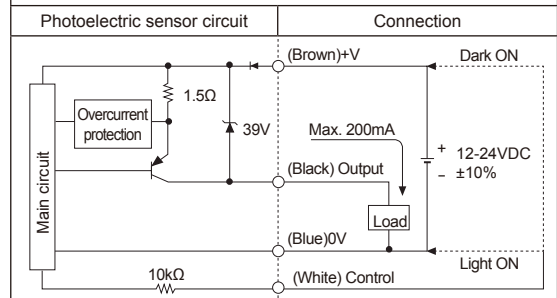 Photoelectric sensor circuit
Connection
(Brown)+V
Dark ON
1.5Ω
Overcurrent
protection
39V
Max. 200mA
+
12-24VDC
−
±10%
(Black) Output
Main circuit
Load
(Blue)0V
Light ON
10kΩ
(White) Control